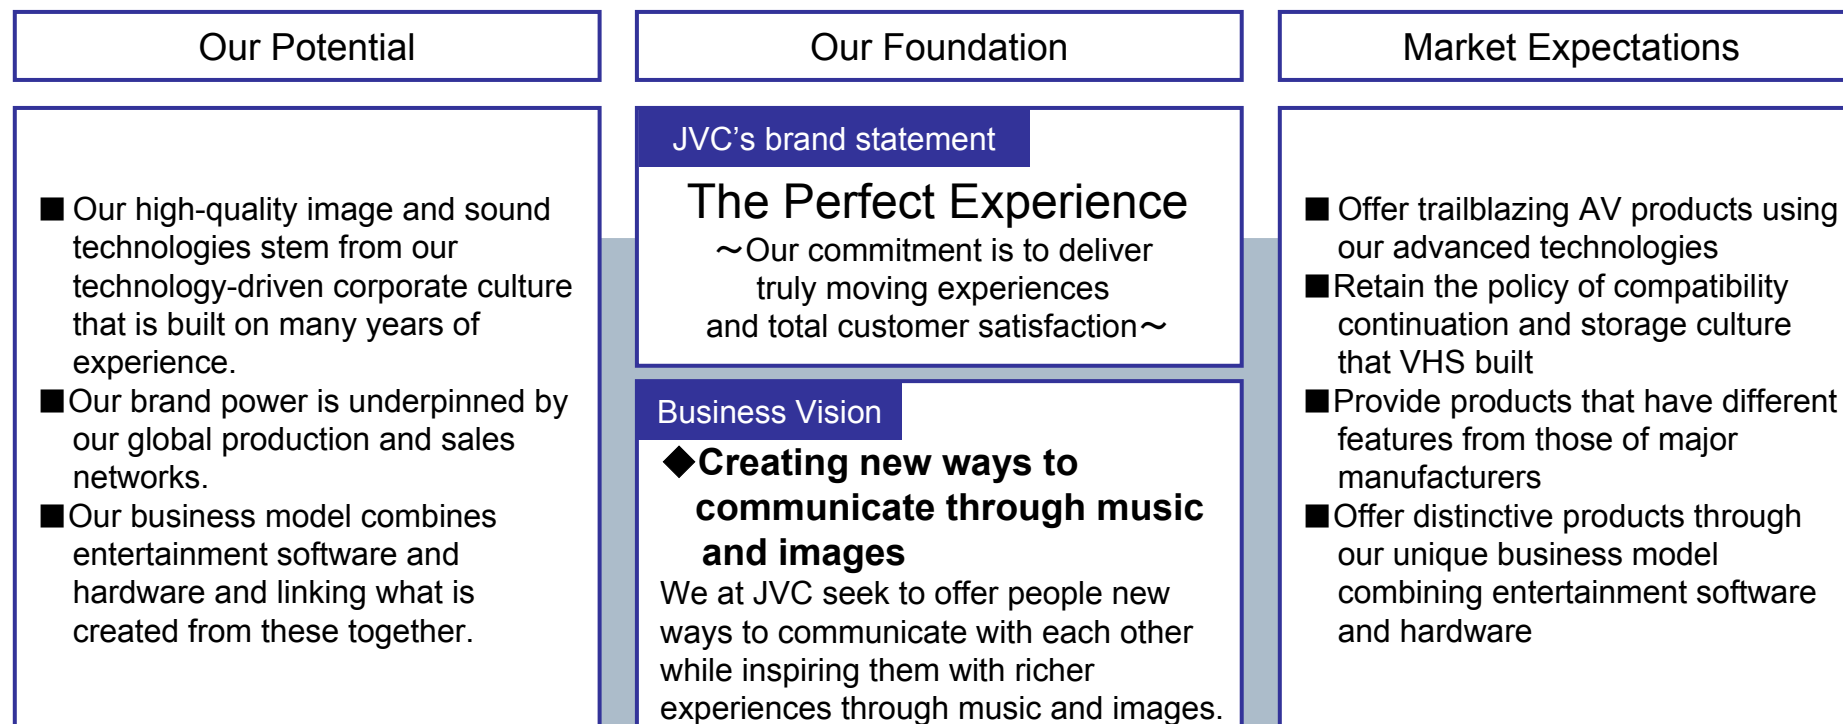 Our Potential
Our Foundation
Market Expectations
■ Our high-quality image and sound
technologies stem from our
technology-driven corporate culture
that is built on many years of
experience.
■Our brand power is underpinned by
our global production and sales
networks.
■Our business model combines
entertainment software and
hardware and linking what is
created from these together.
JVC’s brand statement
The Perfect Experience
～Our commitment is to deliver
truly moving experiences
and total customer satisfaction～
Business Vision
◆Creating new ways to
communicate through music
and images
We at JVC seek to offer people new
ways to communicate with each other
while inspiring them with richer
experiences through music and images.
■ Offer trailblazing AV products using
our advanced technologies
■Retain the policy of compatibility
continuation and storage culture
that VHS built
■Provide products that have different
features from those of major
manufacturers
■Offer distinctive products through
our unique business model
combining entertainment software
and hardware